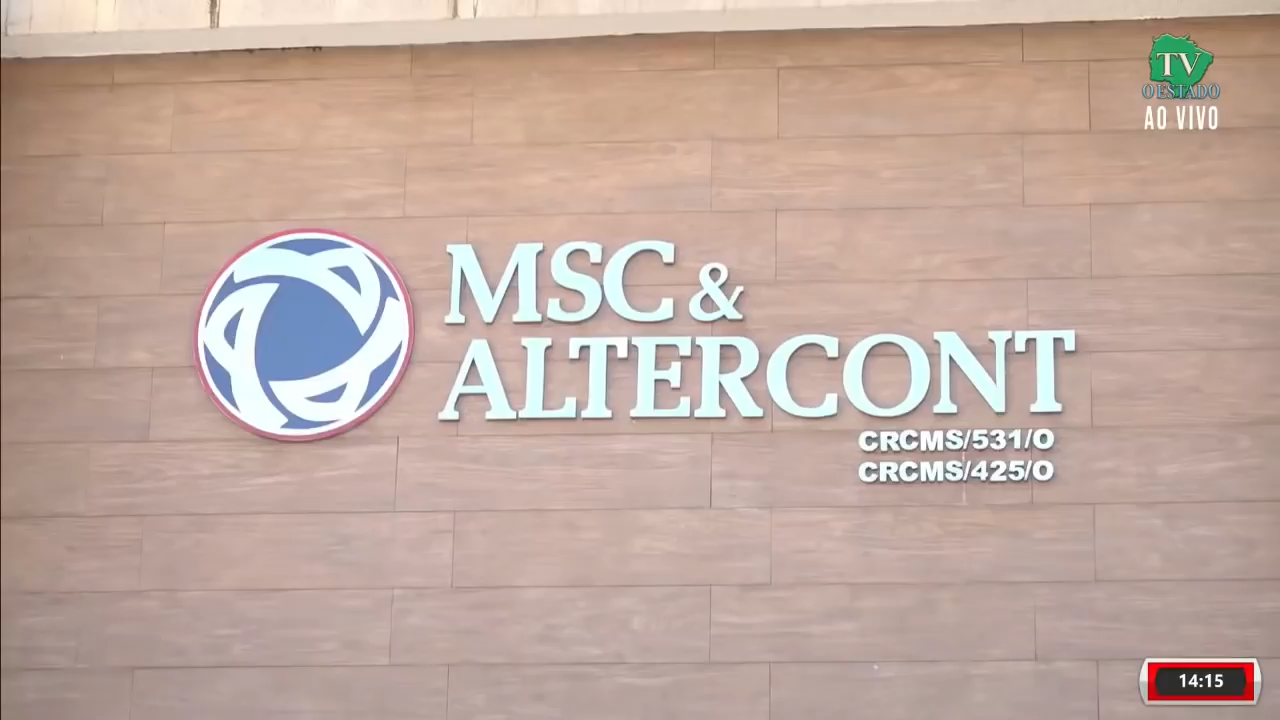 TV
O ESTADO
AO VIVO
MSC &
ALTERCONT
CRCMS/531/O
CRCMS/425/O
14:15